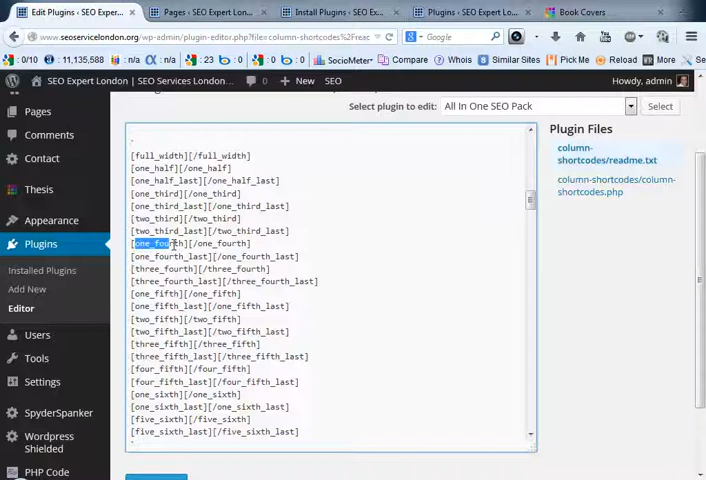 Edit Plugins ‹ SEO Exper...
Pages ‹ SEO Expert Lon...
Install Plugins ‹ SEO Ex...
Plugins ‹ SEO Expert Lo...
Book Covers
www.seoservicelondon.org/wp-admin/plugin-editor.php?file=column-shortcodes%2Freac
Google
0/10
11,135,588
n/a
n/a
23
0
0
SocioMeter
Compare
Whois
SimilarSites
Pick Me
Reload
More
SEO Expert London | SEO Services London...
0
New
SEO
Howdy, admin
Pages
Comments
Contact
Thesis
Appearance
Plugins
Installed Plugins
Add New
Editor
Users
Tools
Settings
SpyderSpanker
Wordpress
Shielded
PHP Code
Select plugin to edit:
All In One SEO Pack
Select
[full_width][/full_width]
[one_half][/one_half]
[one_half_last][/one_half_last]
[one_third][/one_third]
[one_third_last][/one_third_last]
[two_third][/two_third]
[two_third_last][/two_third_last]
[one_fourth][/one_fourth]
[one_fourth_last][/one_fourth_last]
[three_fourth][/three_fourth]
[three_fourth_last][/three_fourth_last]
[one_fifth][/one_fifth]
[one_fifth_last][/one_fifth_last]
[two_fifth][/two_fifth]
[two_fifth_last][/two_fifth_last]
[three_fifth][/three_fifth]
[three_fifth_last][/three_fifth_last]
[four_fifth][/four_fifth]
[four_fifth_last][/four_fifth_last]
[one_sixth][/one_sixth]
[one_sixth_last][/one_sixth_last]
[five_sixth][/five_sixth]
[five_sixth_last][/five_sixth_last]
Plugin Files
column-
shortcodes/readme.txt
column-shortcodes/column-
shortcodes.php